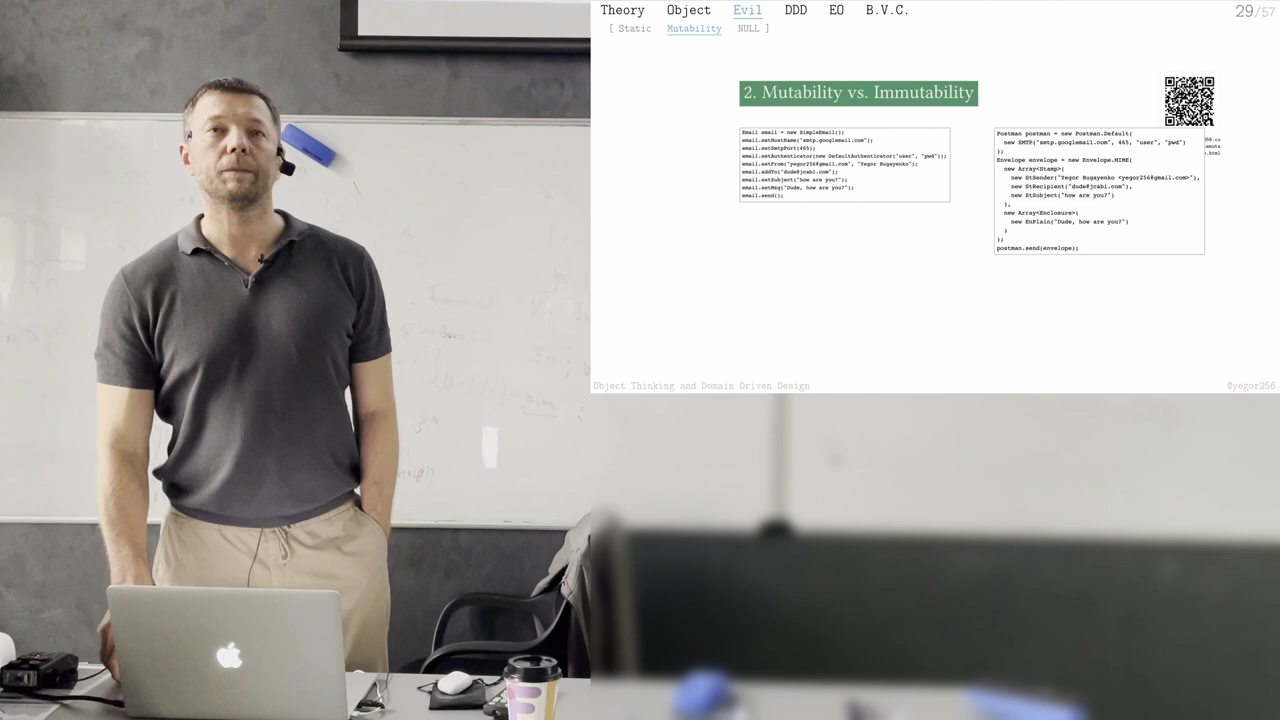 Theory Object Evil DDD EO B.V.C.
29/57
[ Static Mutability NULL ]
2. Mutability vs. Immutability
Email email = new SimpleEmail();
email.setHostName("smtp.googlemail.com");
email.setSmtpPort(465);
email.setAuthenticator(new DefaultAuthenticator("user", "pwd"));
email.setFrom("yegor256@gmail.com", "Yegor Bugayenko");
email.addTo("dude@jcabi.com");
email.setSubject("how are you?");
email.setMsg("Dude, how are you?");
email.send();
Postman postman = new Postman.Default(
new SMTP("smtp.googlemail.com", 465, "user", "pwd")
);
Envelope envelope = new Envelope.MIME(
new Array<Stamp>(
new StSender("Yegor Bugayenko <yegor256@gmail.com>"),
new StRecipient("dude@jcabi.com"),
new StSubject("how are you?")
),
new Array<Enclosure>(
new EnPlain("Dude, how are you?")
)
);
postman.send(envelope);
Object Thinking and Domain Driven Design
@yegor256